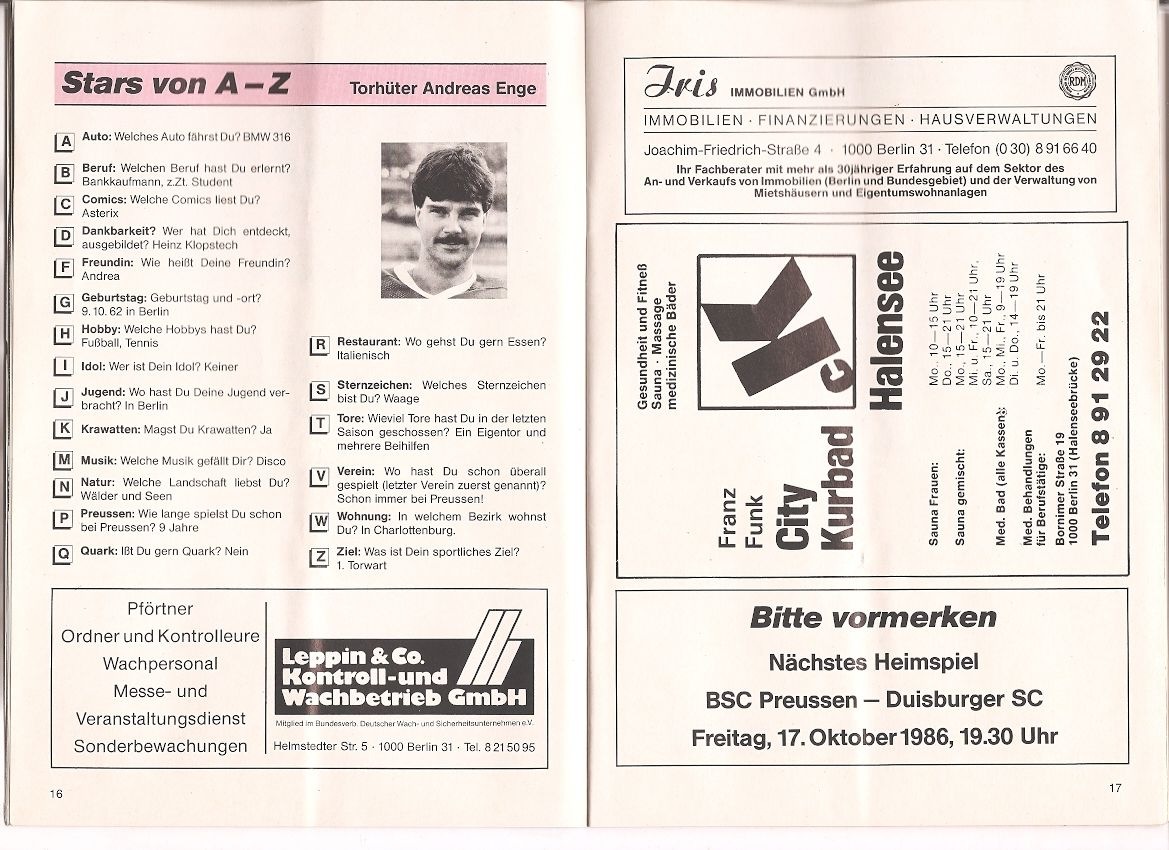 Stars von A – Z
Torhüter Andreas Enge
A Auto: Welches Auto fährst Du? BMW 316
B Beruf: Welchen Beruf hast Du erlernt?
Bankkaufmann, z.Zt. Student
C Comics: Welche Comics liest Du?
Asterix
D Dankbarkeit? Wer hat Dich entdeckt,
ausgebildet? Heinz Klopstech
F Freundin: Wie heißt Deine Freundin?
Andrea
G Geburtstag: Geburtstag und -ort?
9. 10. 62 in Berlin
H Hobby: Welche Hobbys hast Du?
Fußball, Tennis
I Idol: Wer ist Dein Idol? Keiner
J Jugend: Wo hast Du Deine Jugend ver-
bracht? In Berlin
K Krawatten: Magst Du Krawatten? Ja
M Musik: Welche Musik gefällt Dir? Disco
N Natur: Welche Landschaft liebst Du?
Wälder und Seen
P Preussen: Wie lange spielst Du schon
bei Preussen? 9 Jahre
Q Quark: Ißt Du gern Quark? Nein
R Restaurant: Wo gehst Du gern Essen?
Italienisch
S Sternzeichen: Welches Sternzeichen
bist Du? Waage
T Tore: Wieviel Tore hast Du in der letzten
Saison geschossen? Ein Eigentor und
mehrere Beihilfen
V Verein: Wo hast Du schon überall
gespielt (letzter Verein zuerst genannt)?
Schon immer bei Preussen!
W Wohnung: In welchem Bezirk wohnst
Du? In Charlottenburg.
Z Ziel: Was ist Dein sportliches Ziel?
1. Torwart
Pförtner
Ordner und Kontrolleure
Wachpersonal
Messe- und
Veranstaltungsdienst
Sonderbewachungen
Leppin & Co.
Kontroll-und
Wachbetrieb GmbH
Mitglied im Bundesverb. Deutscher Wach- und Sicherheitsunternehmen e.V.
Helmstedter Str. 5 · 1000 Berlin 31 · Tel. 8 21 50 95
16
Iris IMMOBILIEN GmbH
RDM
IMMOBILIEN · FINANZIERUNGEN · HAUSVERWALTUNGEN
Joachim-Friedrich-Straße 4 · 1000 Berlin 31 · Telefon (0 30) 8 91 66 40
Ihr Fachberater mit mehr als 30jähriger Erfahrung auf dem Sektor des
An- und Verkaufs von Immobilien (Berlin und Bundesgebiet) und der Verwaltung von
Mietshäusern und Eigentumswohnanlagen
Gesundheit und Fitneß
Sauna · Massage
medizinische Bäder
Franz
Funk
City
Kurbad
Halensee
Sauna Frauen: Mo. 10—15 Uhr
Do. 15—21 Uhr
Sauna gemischt: Mo. 15—21 Uhr
Mi. u. Fr. 10—21 Uhr,
Sa. 15—21 Uhr
Med. Bad (alle Kassen): Mo., Mi., Fr., 9—19 Uhr
Di. u. Do., 14—19 Uhr
Med. Behandlungen
für Berufstätige: Mo.—Fr. bis 21 Uhr
Bornimer Straße 19
1000 Berlin 31 (Halenseebrücke)
Telefon 8 91 29 22
Bitte vormerken
Nächstes Heimspiel
BSC Preussen – Duisburger SC
Freitag, 17. Oktober 1986, 19.30 Uhr
17